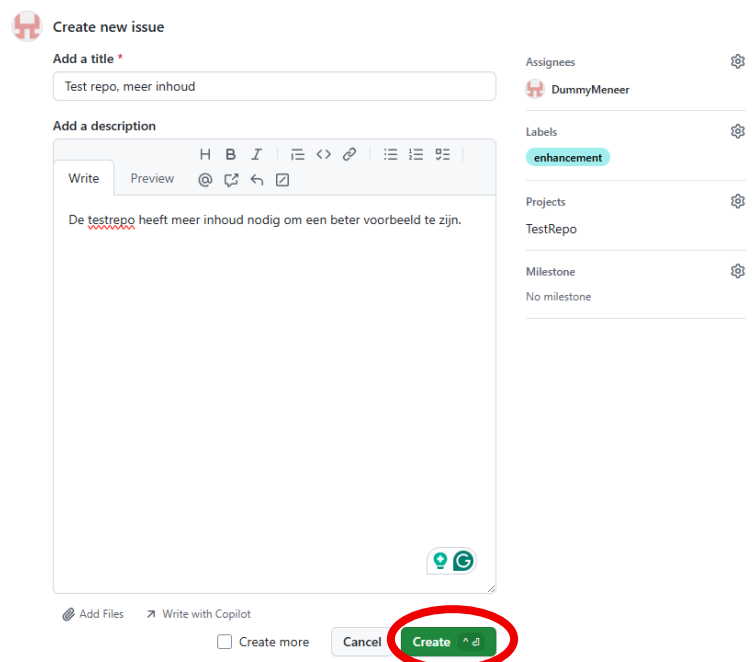 Create new issue
Add a title *
Test repo, meer inhoud
Add a description
Write
Preview
De testrepo heeft meer inhoud nodig om een beter voorbeeld te zijn.
Add Files
Write with Copilot
Create more
Cancel
Create
Assignees
DummyMeneer
Labels
enhancement
Projects
TestRepo
Milestone
No milestone